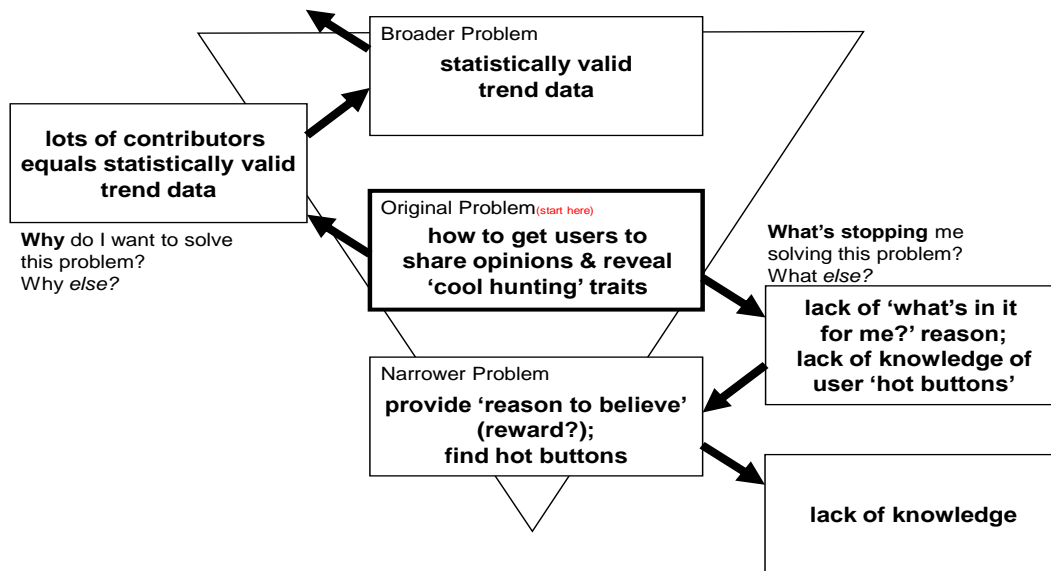 Broader Problem
statistically valid
trend data
lots of contributors
equals statistically valid
trend data
Original Problem(start here)
how to get users to
share opinions & reveal
‘cool hunting’ traits
Why do I want to solve
this problem?
Why else?
What's stopping me
solving this problem?
What else?
lack of ‘what’s in it
for me?’ reason;
lack of knowledge of
user ‘hot buttons’
Narrower Problem
provide ‘reason to believe’
(reward?);
find hot buttons
lack of knowledge